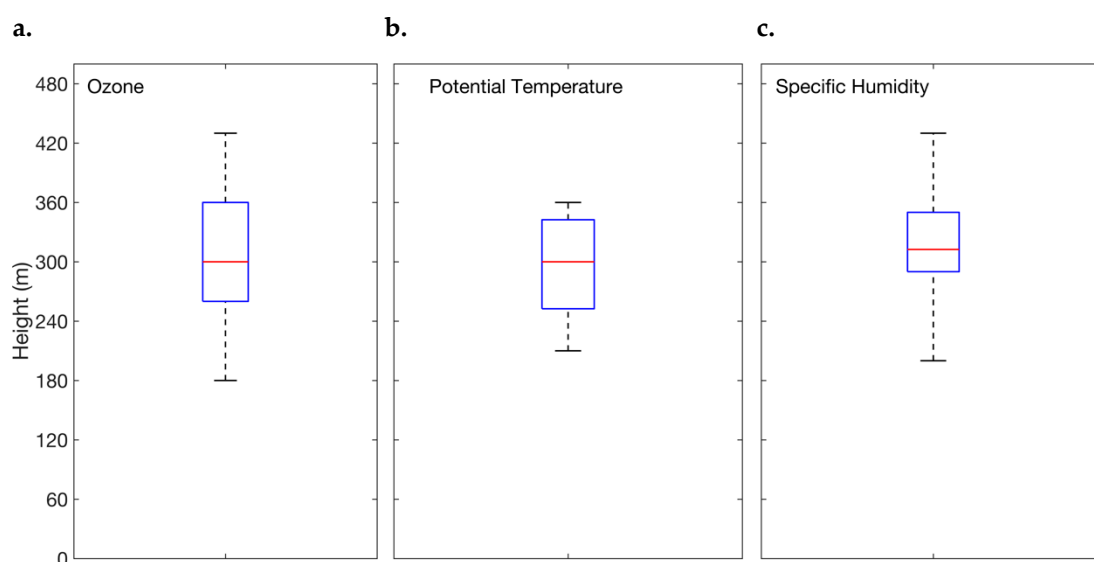 a.
b.
c.
Ozone
Potential Temperature
Specific Humidity
Height (m)
480
420
360
300
240
180
120
60
0